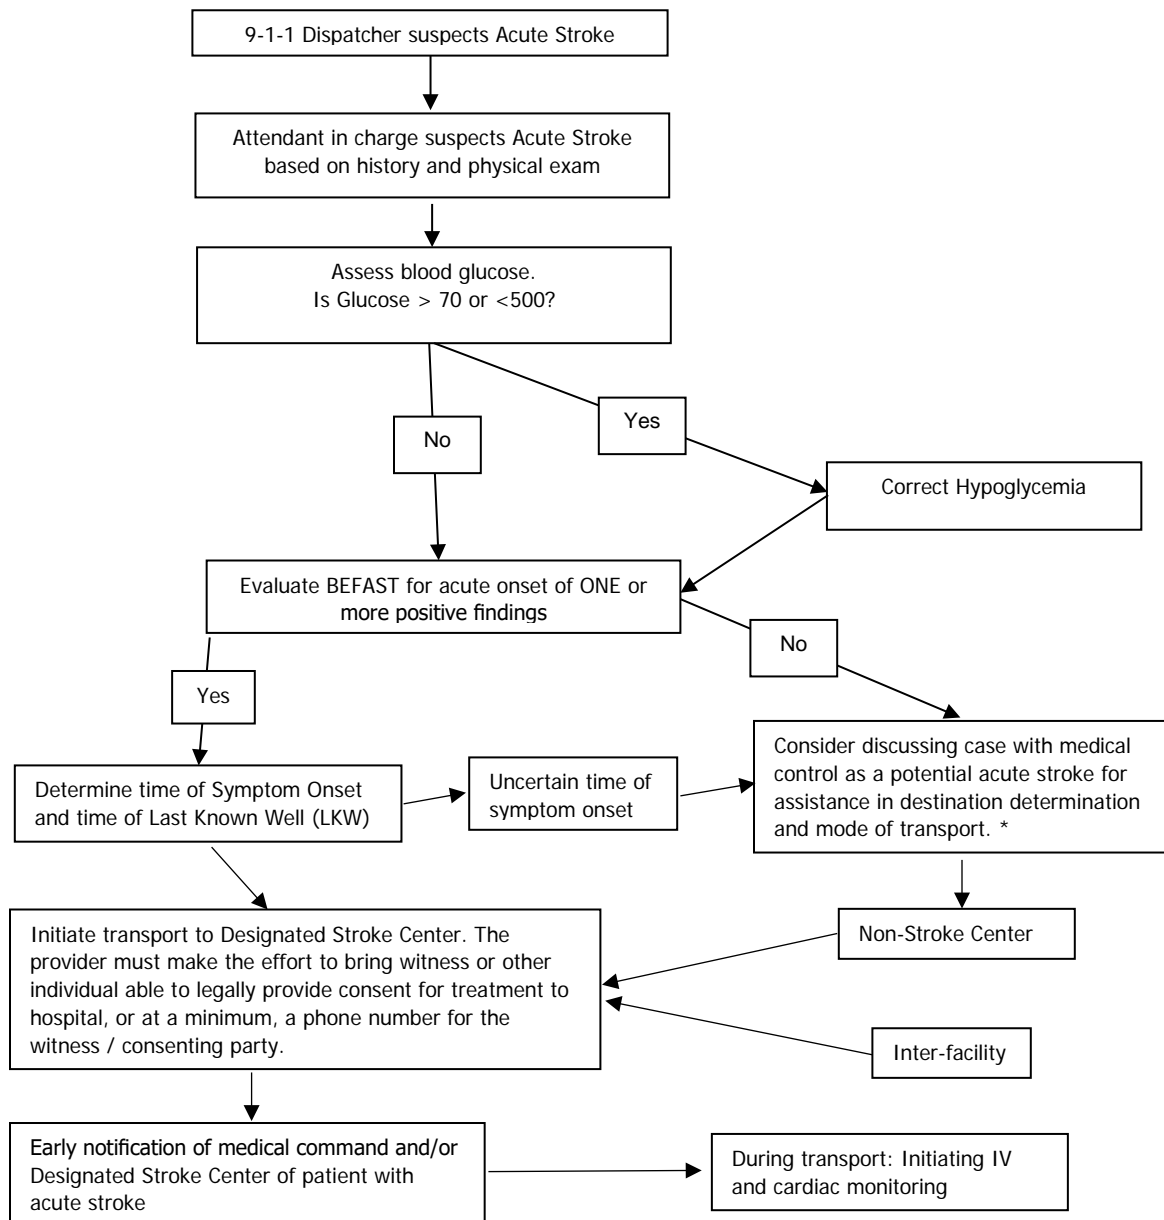 9-1-1 Dispatcher suspects Acute Stroke
Attendant in charge suspects Acute Stroke
based on history and physical exam
Assess blood glucose.
Is Glucose > 70 or <500?
No
Yes
Correct Hypoglycemia
Evaluate BEFAST for acute onset of ONE or
more positive findings
No
Yes
Determine time of Symptom Onset
and time of Last Known Well (LKW)
Uncertain time of
symptom onset
Consider discussing case with medical
control as a potential acute stroke for
assistance in destination determination
and mode of transport. *
Initiate transport to Designated Stroke Center. The
provider must make the effort to bring witness or other
individual able to legally provide consent for treatment to
hospital, or at a minimum, a phone number for the
witness / consenting party.
Non-Stroke Center
Inter-facility
Early notification of medical command and/or
Designated Stroke Center of patient with
acute stroke
During transport: Initiating IV
and cardiac monitoring